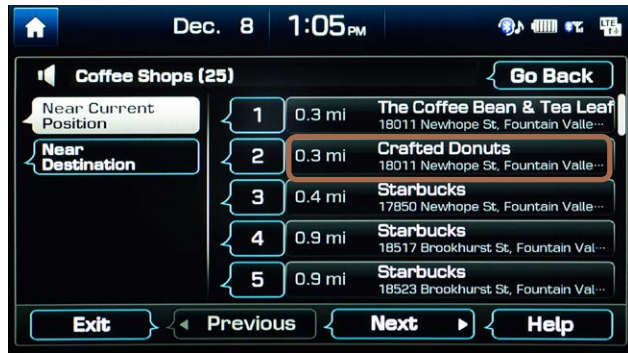 Dec. 8 1:05 PM LTE
Coffee Shops (25) Go Back
Near Current
Position
Near
Destination
1 0.3 mi The Coffee Bean & Tea Leaf
18011 Newhope St, Fountain Valle...
2 0.3 mi Crafted Donuts
18011 Newhope St, Fountain Valle...
3 0.4 mi Starbucks
17850 Newhope St, Fountain Valle...
4 0.9 mi Starbucks
18517 Brookhurst St, Fountain Val...
5 0.9 mi Starbucks
18523 Brookhurst St, Fountain Val...
Exit Previous Next Help